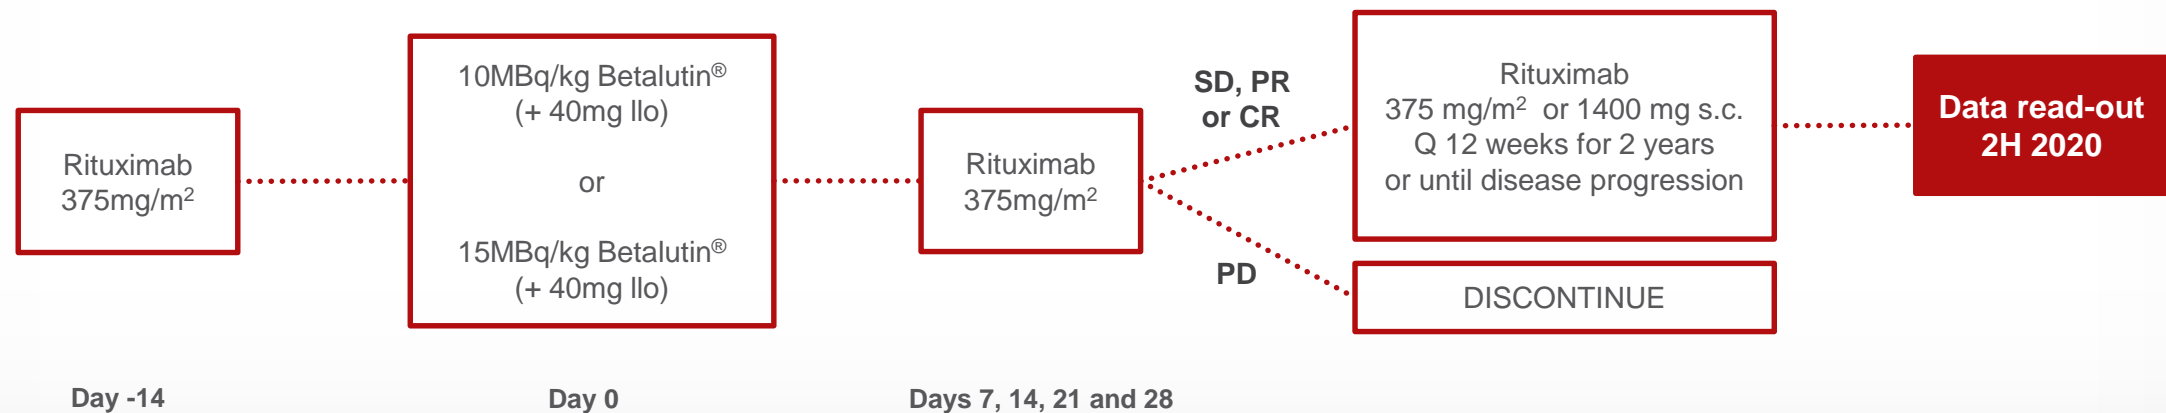 Rituximab
375mg/m²
10MBq/kg Betalutin®
(+ 40mg llo)
or
15MBq/kg Betalutin®
(+ 40mg llo)
Rituximab
375mg/m²
SD, PR
or CR
PD
Rituximab
375 mg/m² or 1400 mg s.c.
Q 12 weeks for 2 years
or until disease progression
DISCONTINUE
Data read-out
2H 2020
Day -14
Day 0
Days 7, 14, 21 and 28